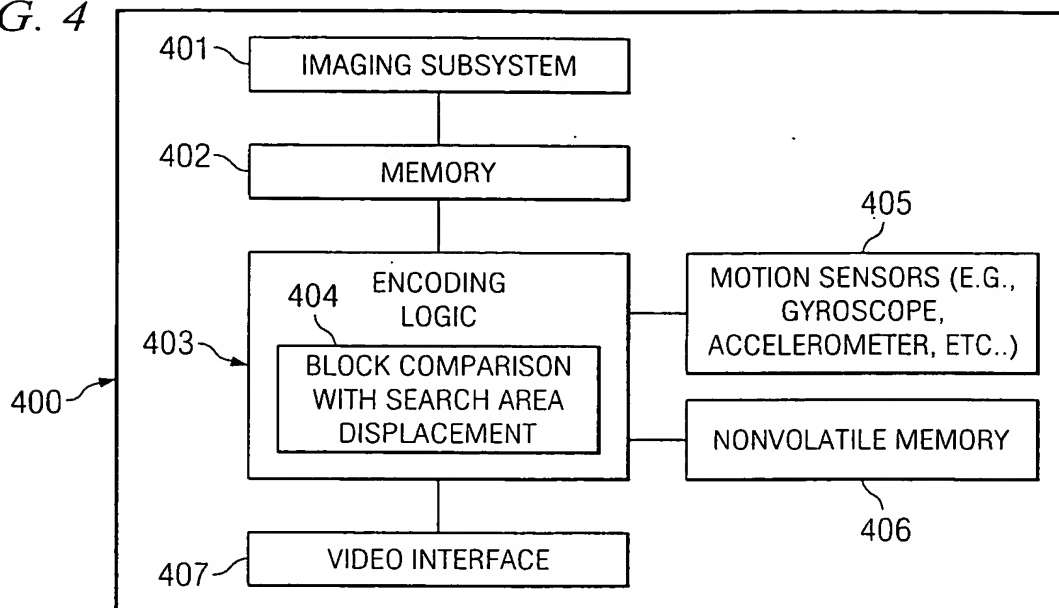 G. 4
401
IMAGING SUBSYSTEM
402
MEMORY
405
403
404
ENCODING
LOGIC
BLOCK COMPARISON
WITH SEARCH AREA
DISPLACEMENT
MOTION SENSORS (E.G.,
GYROSCOPE,
ACCELEROMETER, ETC..)
400
NONVOLATILE MEMORY
406
407
VIDEO INTERFACE